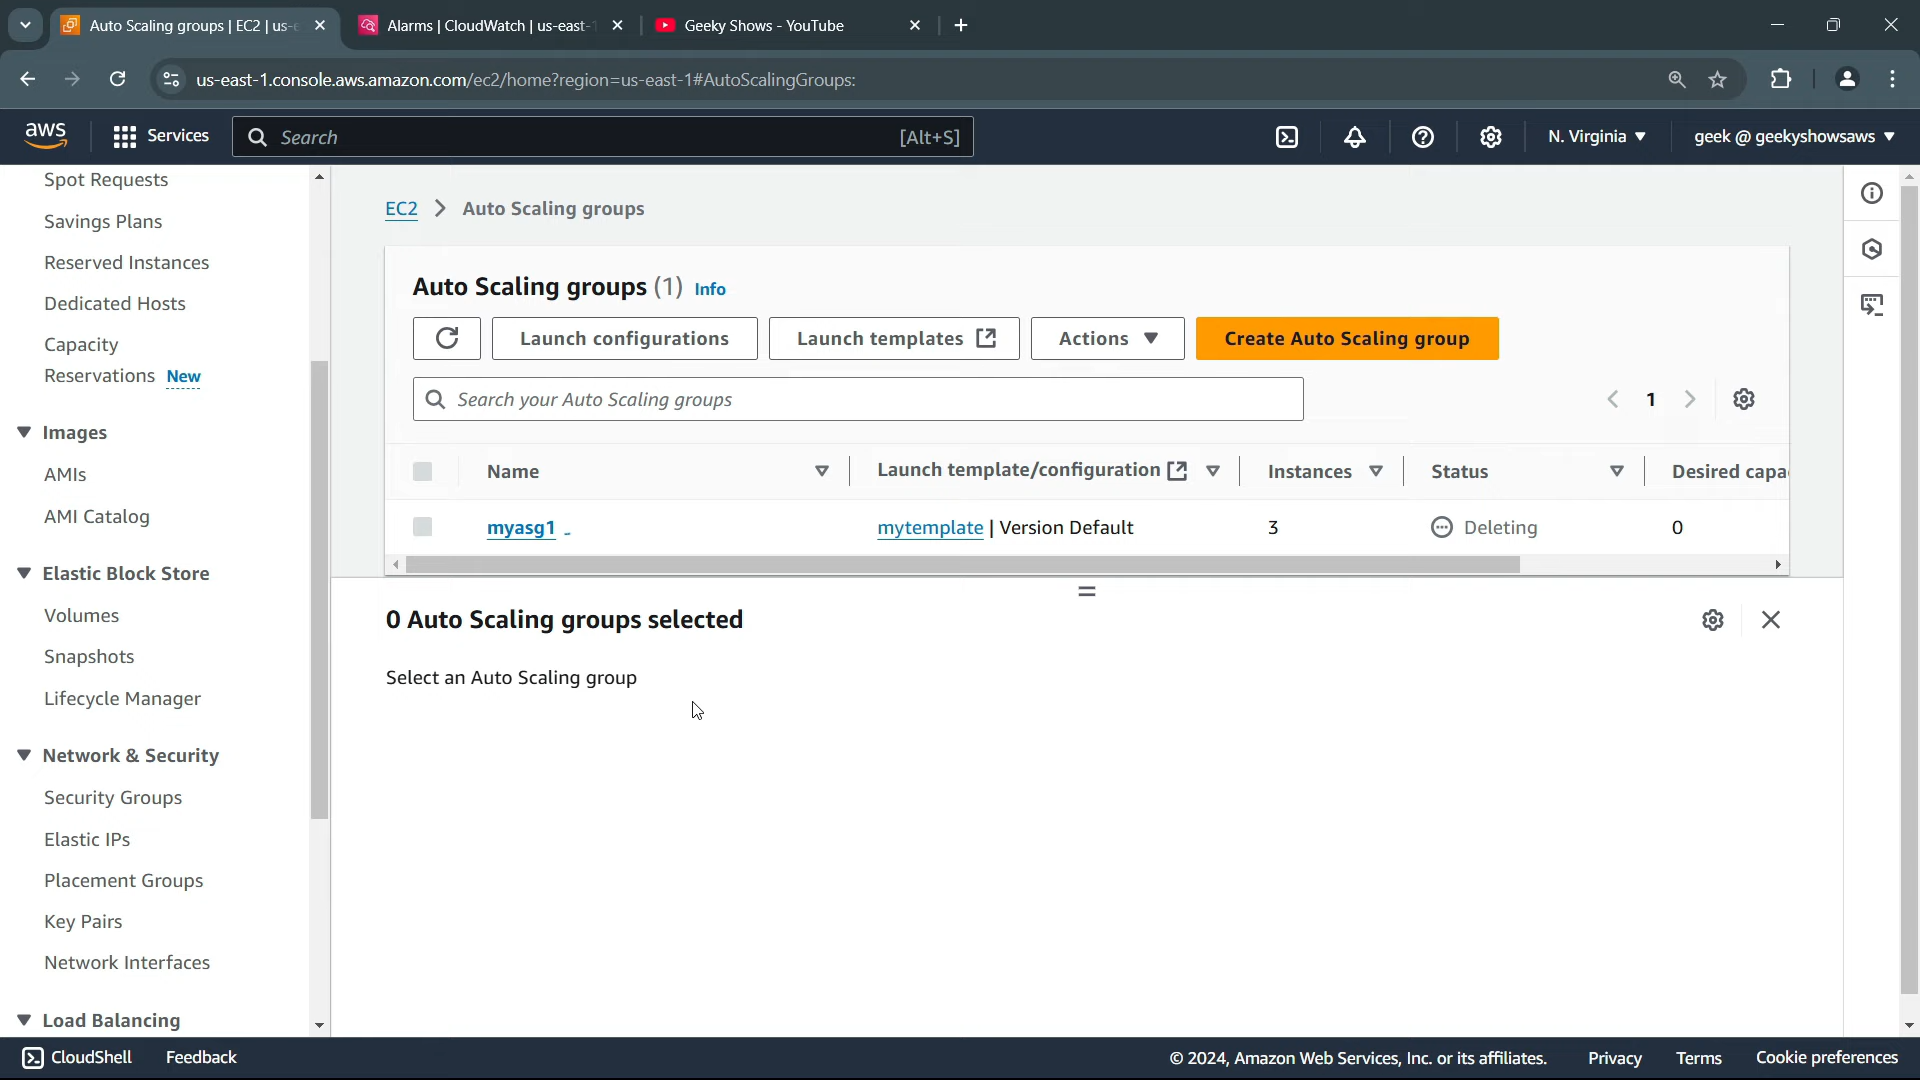 Auto Scaling groups | EC2 | us-e
Alarms | CloudWatch | us-east-1
Geeky Shows - YouTube
us-east-1.console.aws.amazon.com/ec2/home?region=us-east-1#AutoScalingGroups:
aws
Services
Search
[Alt+S]
N. Virginia
geek @ geekyshowsaws
Spot Requests
Savings Plans
Reserved Instances
Dedicated Hosts
Capacity
Reservations New
Images
AMIs
AMI Catalog
Elastic Block Store
Volumes
Snapshots
Lifecycle Manager
Network & Security
Security Groups
Elastic IPs
Placement Groups
Key Pairs
Network Interfaces
Load Balancing
EC2 > Auto Scaling groups
Auto Scaling groups (1) Info
Launch configurations
Launch templates
Actions
Create Auto Scaling group
Search your Auto Scaling groups
1
Name
Launch template/configuration
Instances
Status
Desired capa
myasg1
mytemplate | Version Default
3
Deleting
0
0 Auto Scaling groups selected
Select an Auto Scaling group
CloudShell
Feedback
© 2024, Amazon Web Services, Inc. or its affiliates.
Privacy
Terms
Cookie preferences